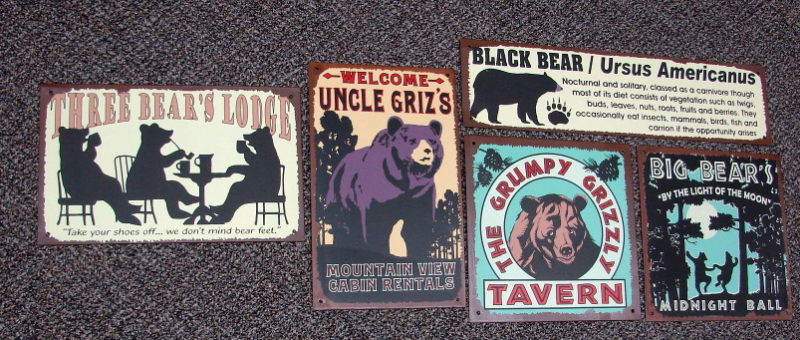 THREE BEAR'S LODGE
"Take your shoes off... we don't mind bear feet."
WELCOME
UNCLE GRIZ'S
MOUNTAIN VIEW
CABIN RENTALS
BLACK BEAR / Ursus Americanus
Nocturnal and solitary, classed as a carnivore though
most of its diet consists of vegetation such as twigs,
buds, leaves, nuts, roots, fruits and berries. They
occasionally eat insects, mammals, birds, fish and
carrion if the opportunity arises
THE GRUMPY GRIZZLY
TAVERN
BIG BEAR'S
"BY THE LIGHT OF THE MOON"
MIDNIGHT BALL